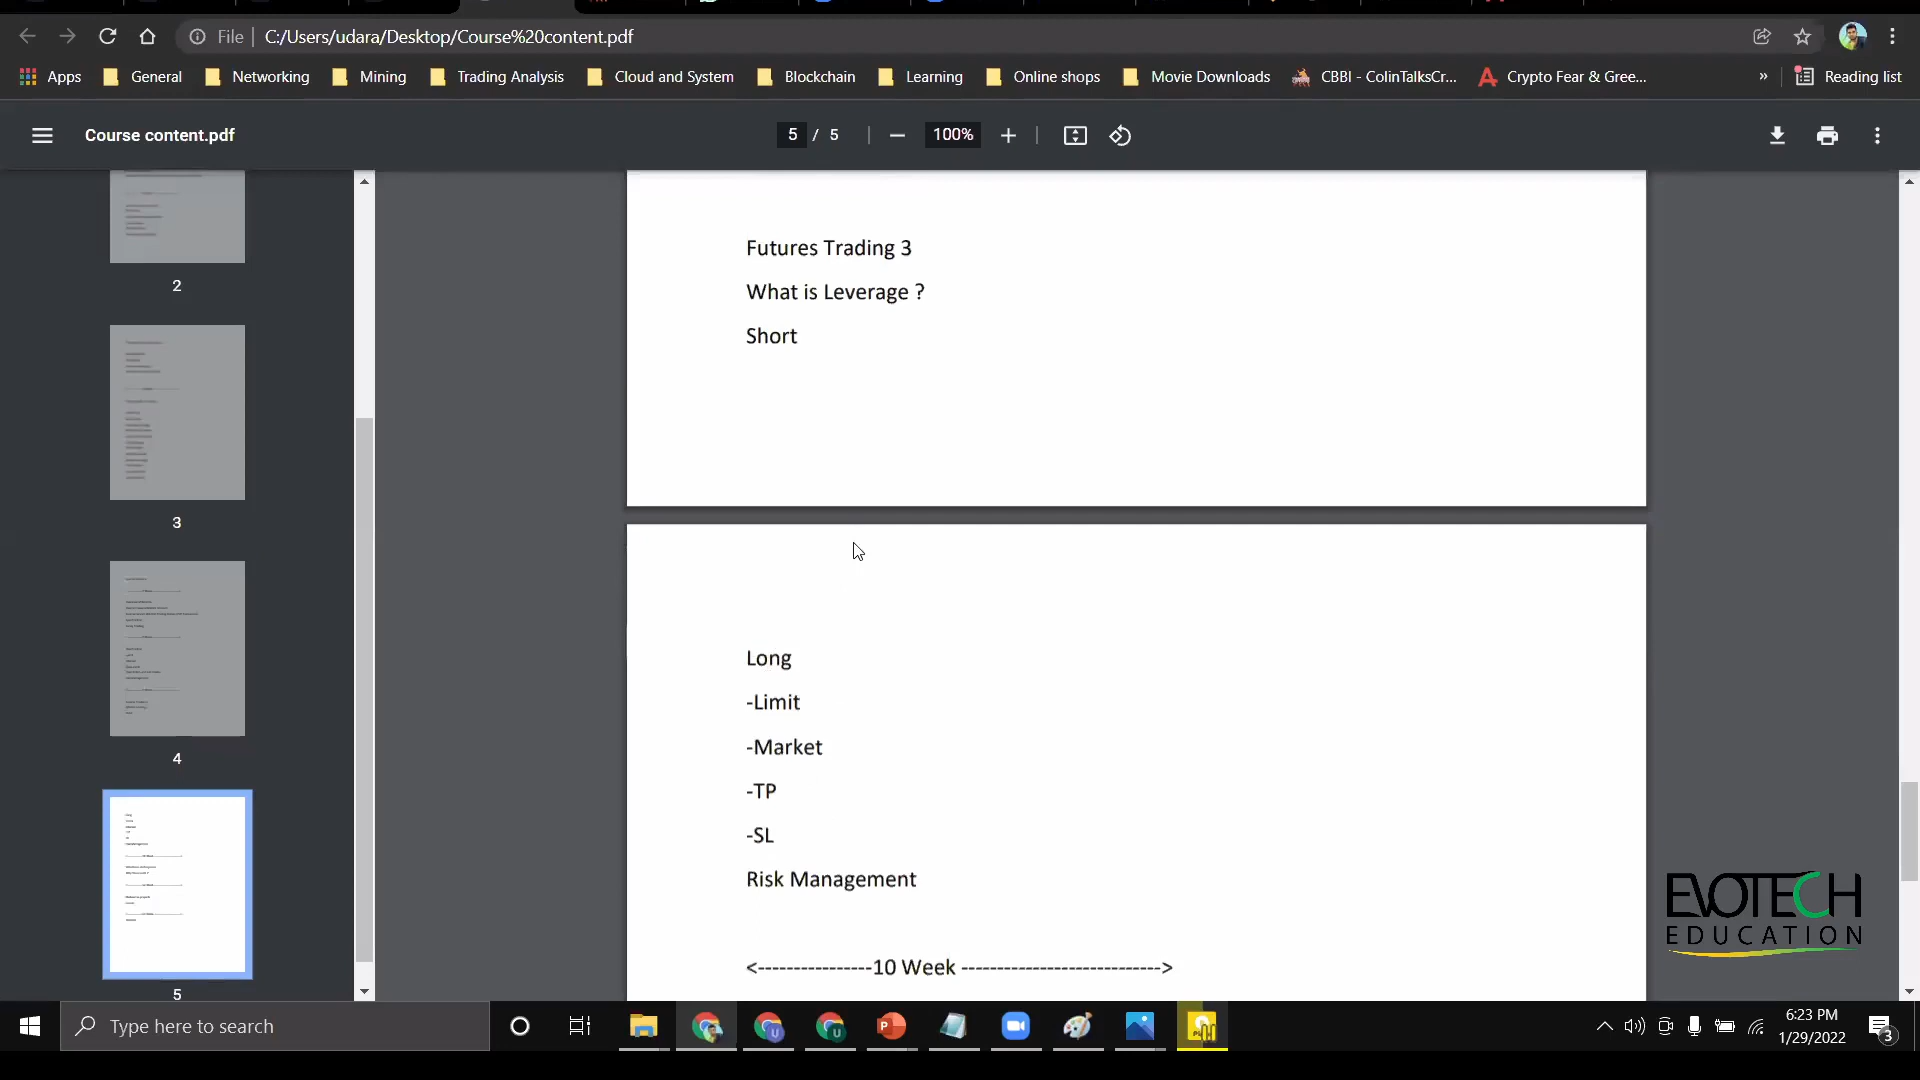 File
C:/Users/udara/Desktop/Course%20content.pdf
Apps
General
Networking
Mining
Trading Analysis
Cloud and System
Blockchain
Learning
Online shops
Movie Downloads
CBBI - ColinTalksCr...
Crypto Fear & Gree...
»
Reading list
Course content.pdf
5 / 5
100%
2
3
4
5
Futures Trading 3
What is Leverage ?
Short
Long
-Limit
-Market
-TP
-SL
Risk Management
<----------------10 Week ---------------------------->
EVOTECH
EDUCATION
Type here to search
6:23 PM
1/29/2022
3